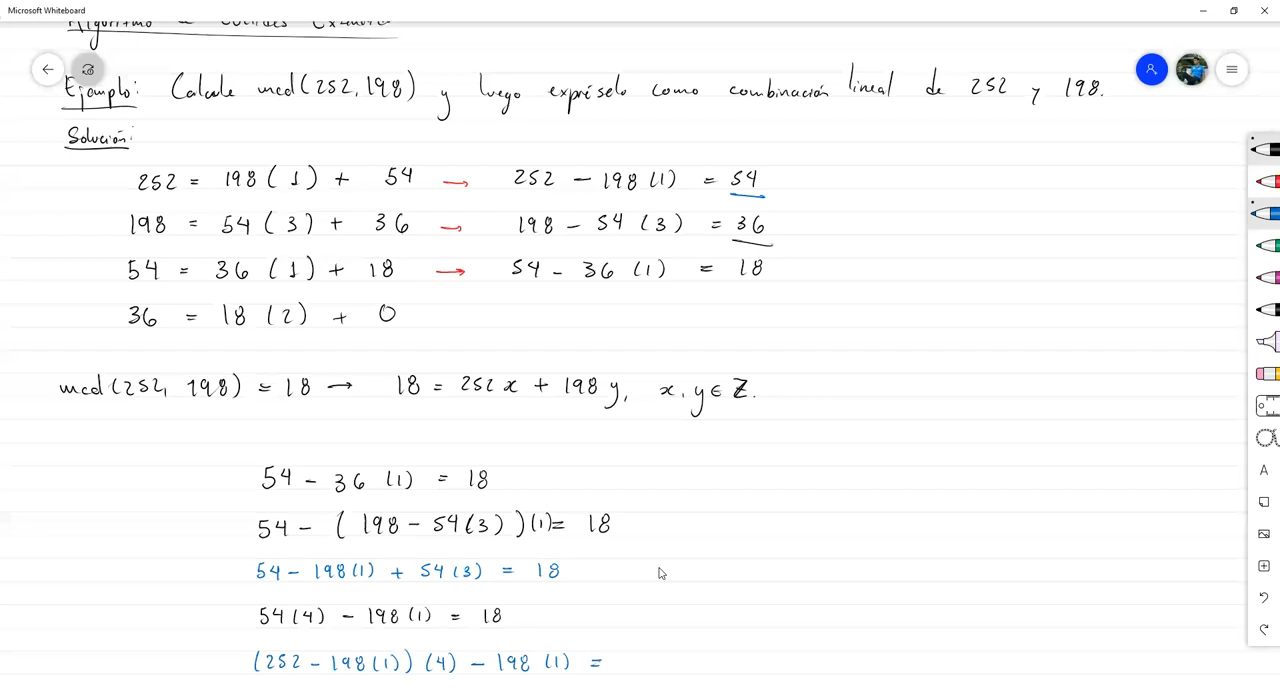 Microsoft Whiteboard
Ejemplo: Calcule mcd(252, 198) y luego expréselo como combinación lineal de 252 y 198.
Solución:
252 = 198 ( 1 ) + 54 → 252 - 198 (1) = 54
198 = 54 ( 3 ) + 36 → 198 - 54 ( 3 ) = 36
54 = 36 ( 1 ) + 18 → 54 - 36 (1) = 18
36 = 18 ( 2 ) + 0
mcd(252, 198) = 18 → 18 = 252 x + 198 y, x, y ∈ Z.
54 - 36 (1) = 18
54 - ( 198 - 54 ( 3 ) ) (1) = 18
54 - 198 (1) + 54 (3) = 18
54 (4) - 198 (1) = 18
(252 - 198 (1) ) (4) - 198 (1) =
A